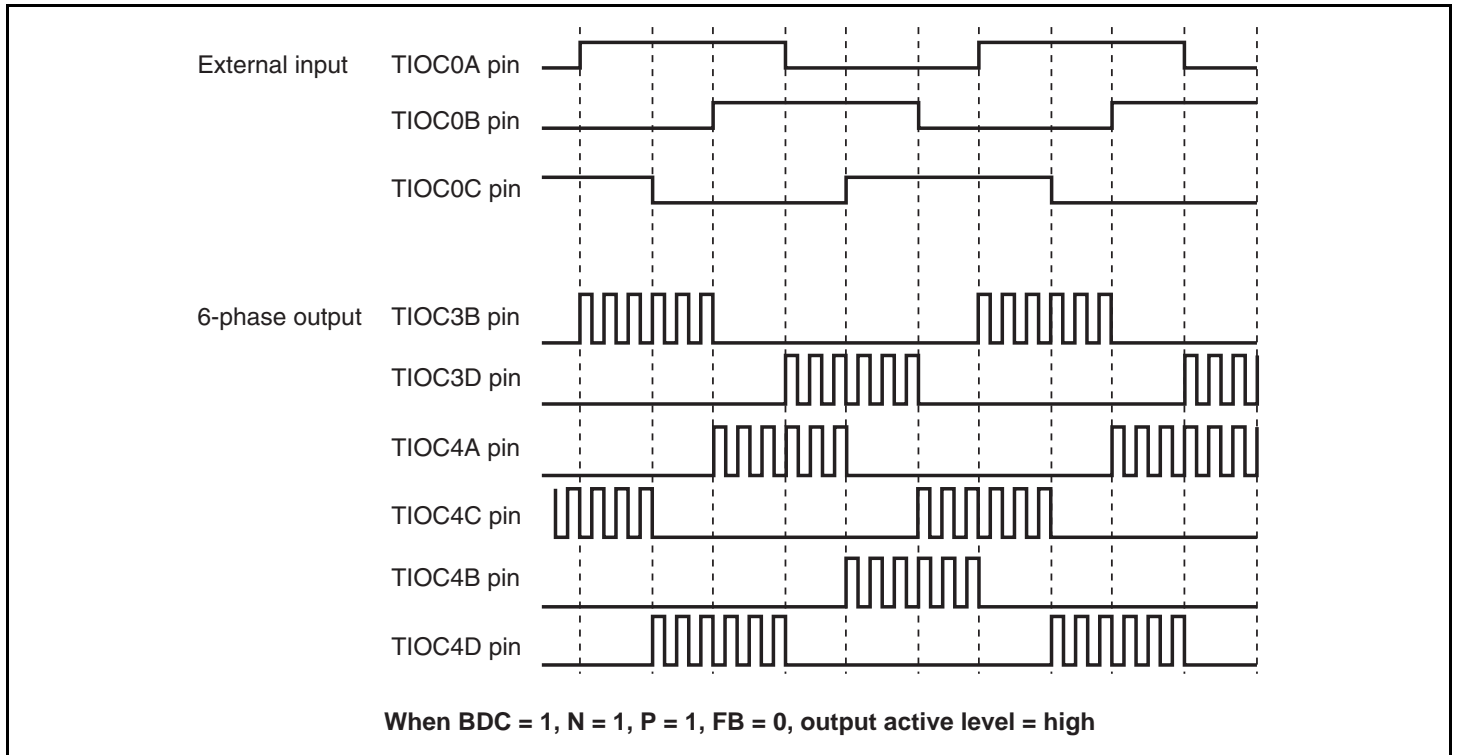 External input TIOC0A pin
TIOC0B pin
TIOC0C pin
6-phase output TIOC3B pin
TIOC3D pin
TIOC4A pin
TIOC4C pin
TIOC4B pin
TIOC4D pin
When BDC = 1, N = 1, P = 1, FB = 0, output active level = high